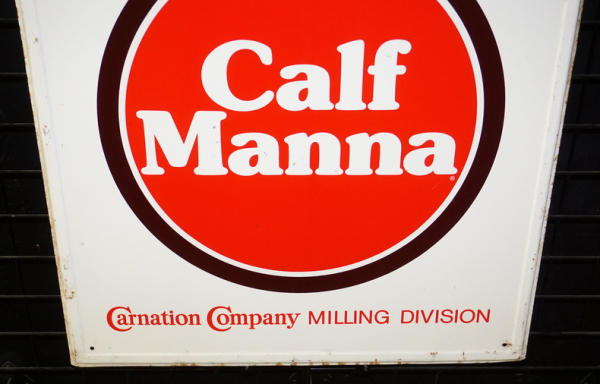 Calf
Manna®
Carnation Company MILLING DIVISION